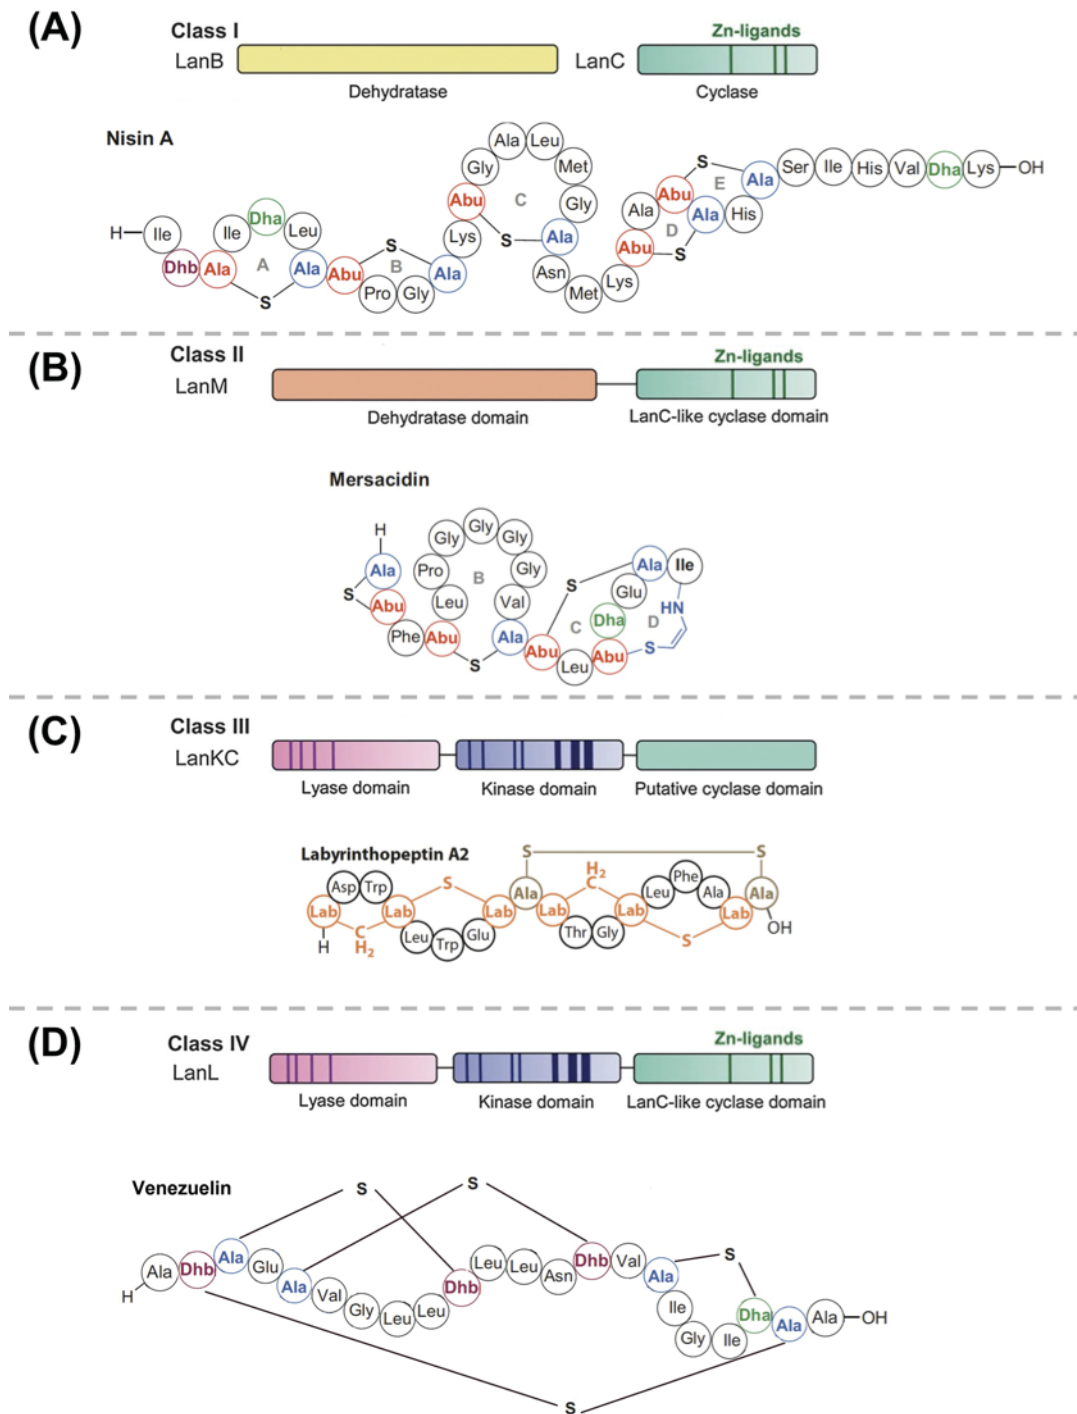 (A)
Class I
Zn-ligands
LanB
LanC
Dehydratase
Cyclase
Nisin A
H Ile Dhb Ala Ile Dha Leu Ala S A
Abu Pro Gly Ala S B
Lys
Abu Gly Ala Leu Met Gly Ala S C
Asn Met Lys
Abu Ala Abu Ala S D
S E Ala His
Ser Ile His Val Dha Lys OH
(B)
Class II
Zn-ligands
LanM
Dehydratase domain
LanC-like cyclase domain
Mersacidin
H
Ala S Abu
Phe
Abu Leu Pro Gly Gly Gly Gly Val Ala S B
Abu Leu Abu Dha Glu Ala S C
Ile HN S D
(C)
Class III
LanKC
Lyase domain
Kinase domain
Putative cyclase domain
Labyrinthopeptin A2
S S
H Lab Asp Trp Lab C H2
Leu Trp Glu Lab S
Ala
Lab Thr Gly Lab H2 C
Leu Phe Ala Lab S
Ala OH
(D)
Class IV
Zn-ligands
LanL
Lyase domain
Kinase domain
LanC-like cyclase domain
Venezuelin
S S
S
H Ala Dhb Ala Glu Ala Val Gly Leu Leu Dhb Leu Leu Asn Dhb Val Ala Ile Gly Ile Dha Ala Ala OH
S